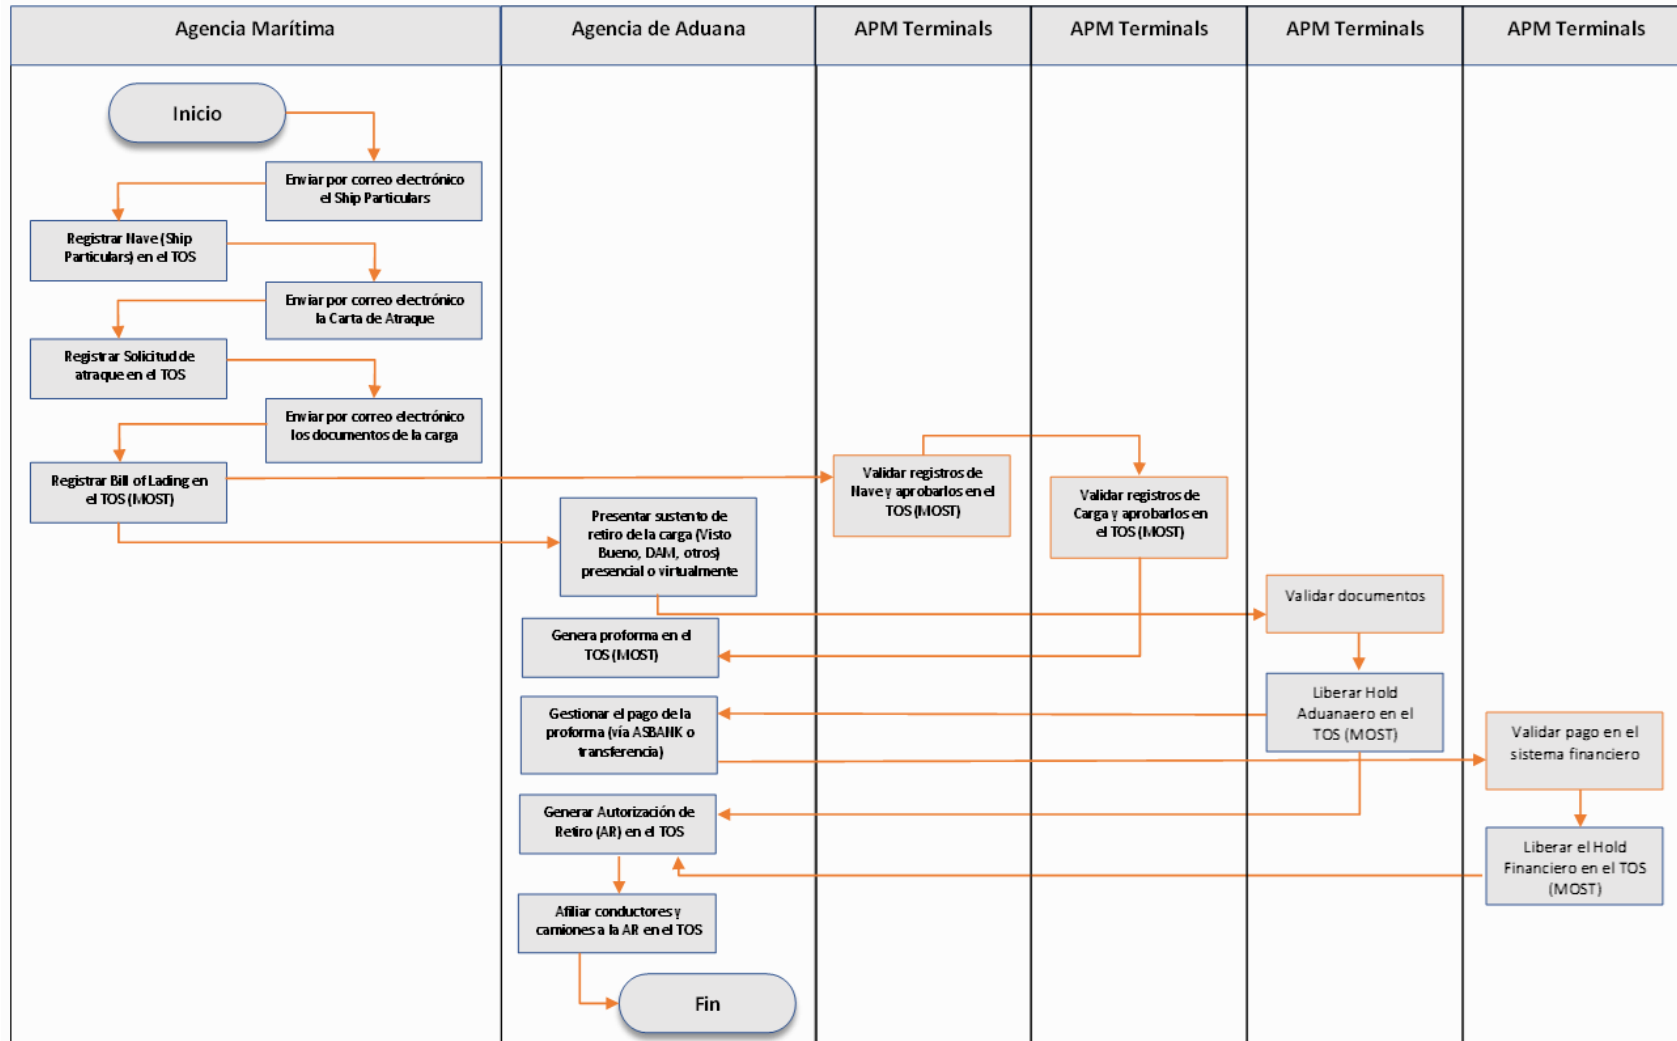 Agencia Marítima
Agencia de Aduana
APM Terminals
APM Terminals
APM Terminals
APM Terminals
Inicio
Enviar por correo electrónico
el Ship Particulars
Registrar Nave (Ship
Particulars) en el TOS
Enviar por correo electrónico
la Carta de Atraque
Registrar Solicitud de
atraque en el TOS
Enviar por correo electrónico
los documentos de la carga
Registrar Bill of Lading en
el TOS (MOST)
Validar registros de
Nave y aprobarlos en el
TOS (MOST)
Validar registros de
Carga y aprobarlos en
el TOS (MOST)
Presentar sustento de
retiro de la carga (Visto
Bueno, DAM, otros)
presencial o virtualmente
Validar documentos
Genera proforma en el
TOS (MOST)
Liberar Hold
Aduanaero en el
TOS (MOST)
Gestionar el pago de la
proforma (vía ASBANK o
transferencia)
Validar pago en el
sistema financiero
Generar Autorización de
Retiro (AR) en el TOS
Liberar el Hold
Financiero en el TOS
(MOST)
Afiliar conductores y
camiones a la AR en el TOS
Fin